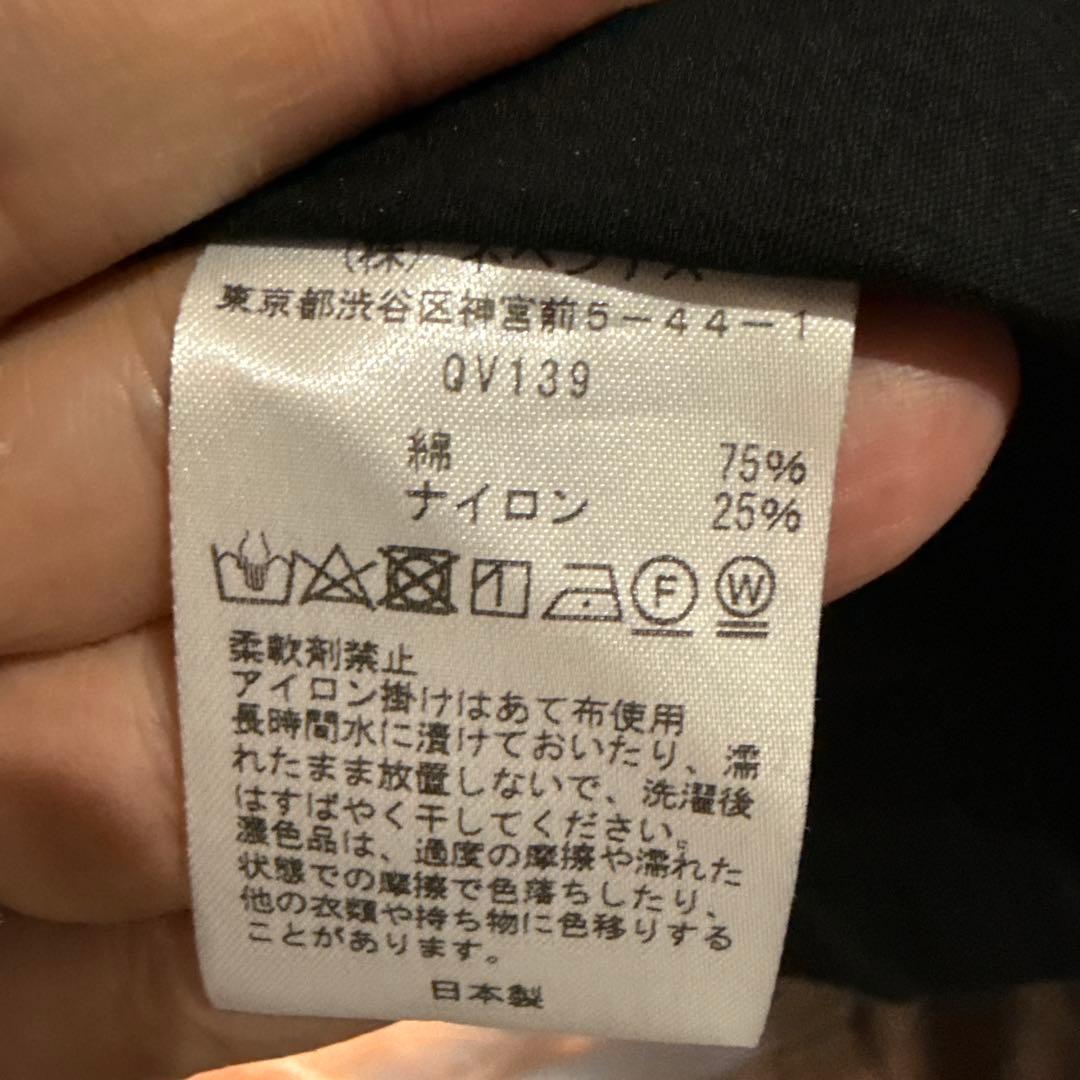 (株)ネペンテス
東京都渋谷区神宮前5-44-1
QV139
綿 75%
ナイロン 25%
F W
柔軟剤禁止
アイロン掛けはあて布使用
長時間水に漬けておいたり、濡
れたまま放置しないで、洗濯後
はすばやく干してください。
濃色品は、過度の摩擦や濡れた
状態での摩擦で色落ちしたり、
他の衣類や持ち物に色移りする
ことがあります。
日本製